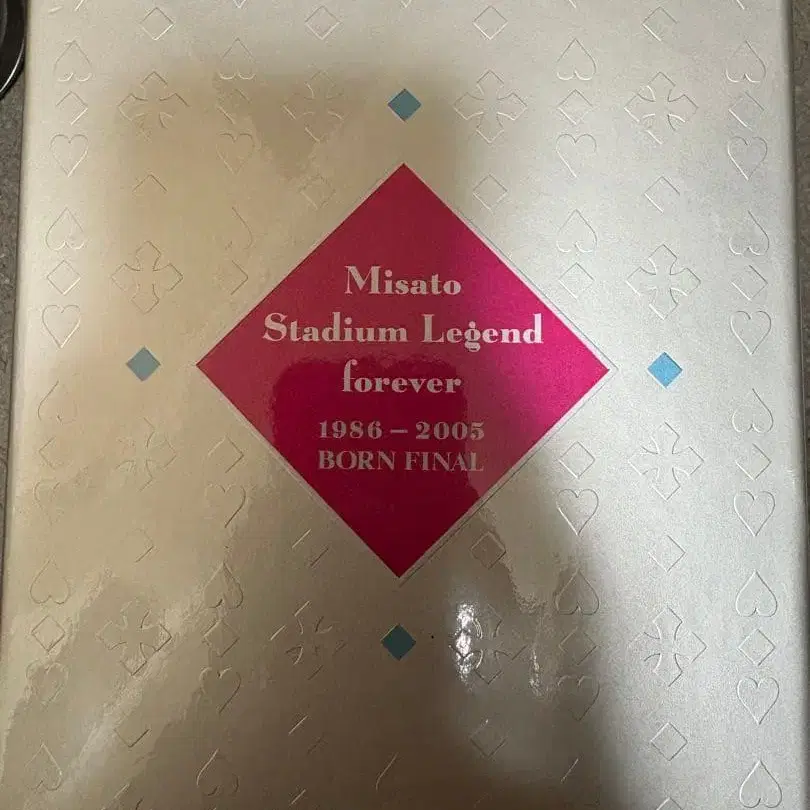 Misato
Stadium Legend
forever
1986 – 2005
BORN FINAL